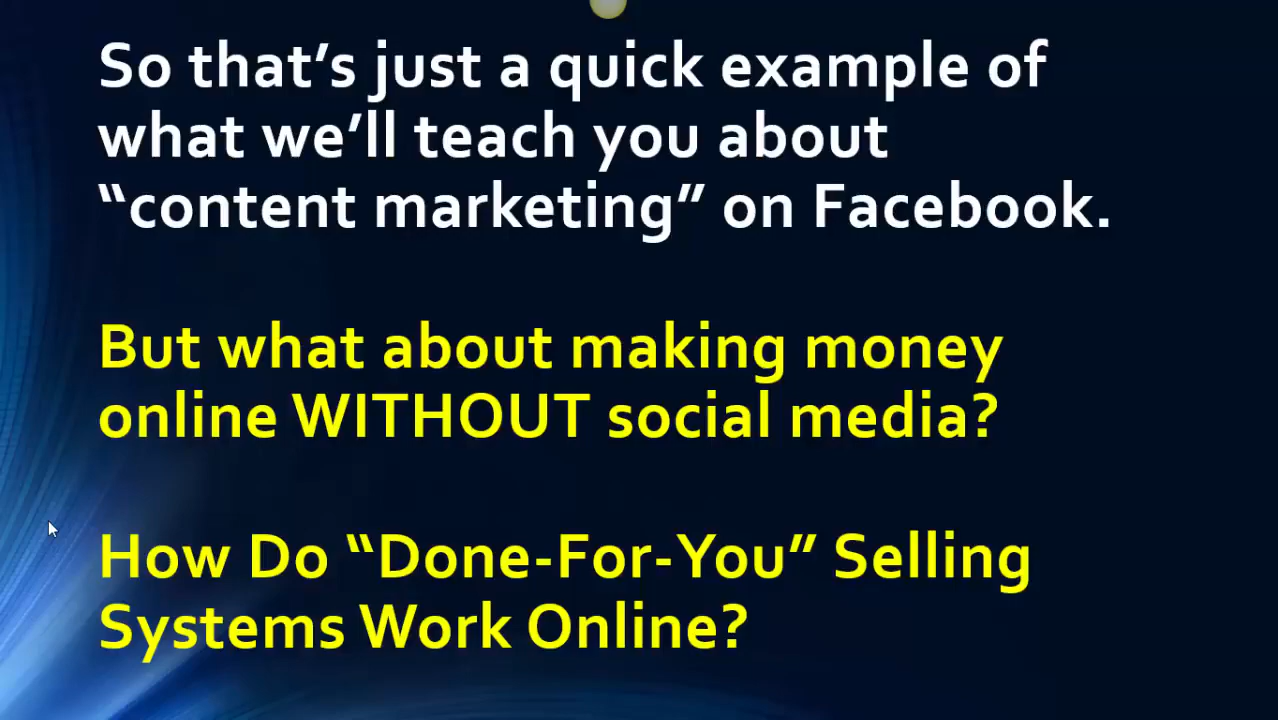 So that’s just a quick example of
what we’ll teach you about
“content marketing” on Facebook.
But what about making money
online WITHOUT social media?
How Do “Done-For-You” Selling
Systems Work Online?